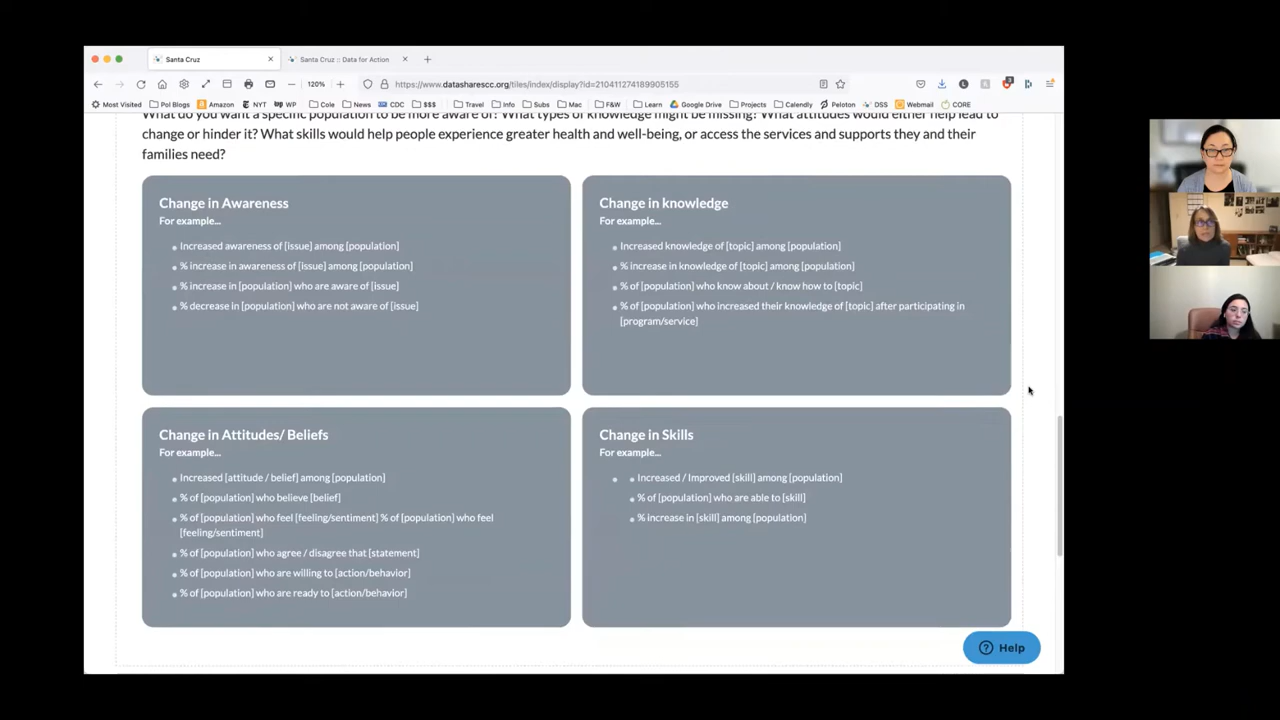 Santa Cruz
Santa Cruz :: Data for Action
120%
https://www.datasharescc.org/tiles/index/display?id=210411274189905155
Most Visited
Pol Blogs
Amazon
NYT
WP
Cole
News
CDC
$$$
Travel
Info
Subs
Mac
F&W
Learn
Google Drive
Projects
Calendly
Peloton
DSS
Webmail
CORE
What do you want a specific population to be more aware of? What types of knowledge might be missing? What attitudes would either help lead to
change or hinder it? What skills would help people experience greater health and well-being, or access the services and supports they and their
families need?
Change in Awareness
For example...
Increased awareness of [issue] among [population]
% increase in awareness of [issue] among [population]
% increase in [population] who are aware of [issue]
% decrease in [population] who are not aware of [issue]
Change in knowledge
For example...
Increased knowledge of [topic] among [population]
% increase in knowledge of [topic] among [population]
% of [population] who know about / know how to [topic]
% of [population] who increased their knowledge of [topic] after participating in
[program/service]
Change in Attitudes/ Beliefs
For example...
Increased [attitude / belief] among [population]
% of [population] who believe [belief]
% of [population] who feel [feeling/sentiment] % of [population] who feel
[feeling/sentiment]
% of [population] who agree / disagree that [statement]
% of [population] who are willing to [action/behavior]
% of [population] who are ready to [action/behavior]
Change in Skills
For example...
Increased / Improved [skill] among [population]
% of [population] who are able to [skill]
% increase in [skill] among [population]
Help